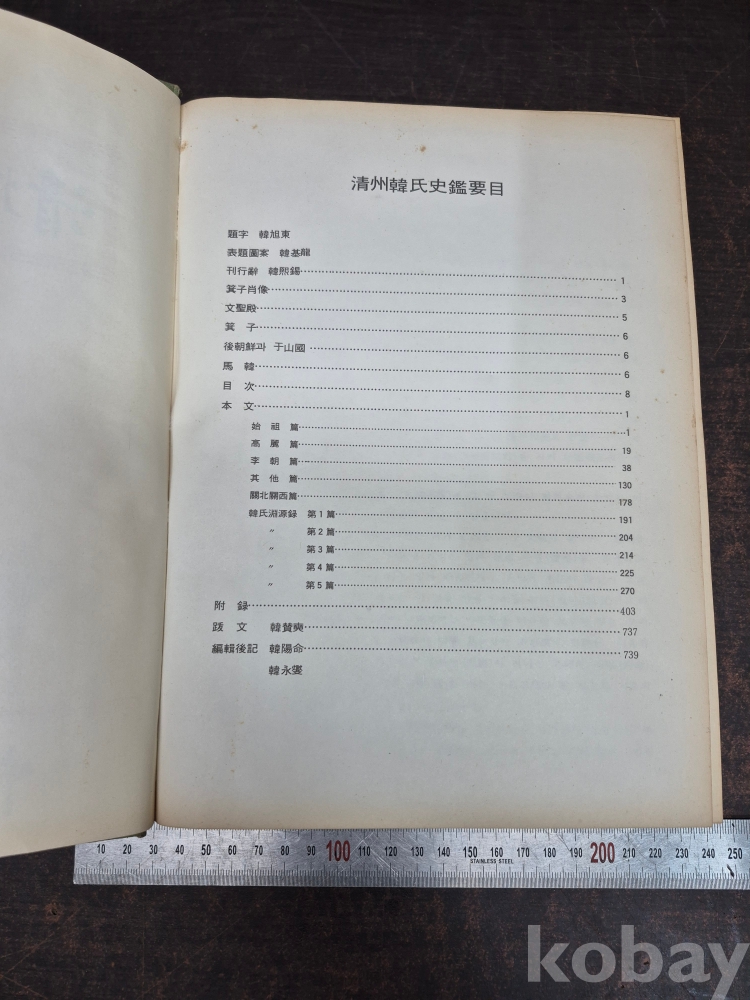 清州韓氏史鑑要目
題字 韓旭東
表題圖案 韓基龍
刊行辭 韓熙錫 1
箕子肖像 3
文聖殿 5
箕子 6
後朝鮮과 于山國 6
馬韓 6
目次 8
本文 1
始祖篇 1
高麗篇 19
李朝篇 38
其他篇 130
關北關西篇 178
韓氏淵源録 第1篇 191
〃 第2篇 204
〃 第3篇 214
〃 第4篇 225
〃 第5篇 270
附録 403
跋文 韓贊奭 737
編輯後記 韓陽命 739
韓永燮
10 20 30 40 50 60 70 80 90 100 110 120 130 140 150 160 170 180 190 200 210 220 230 240 250
STAINLESS STEEL
kobay